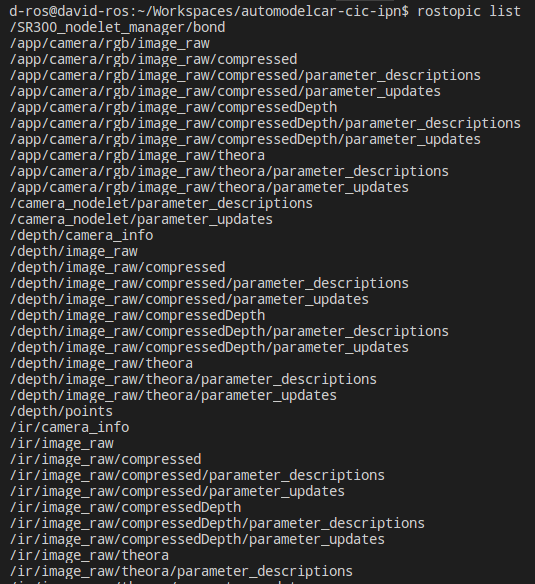 d-ros@david-ros:~/Workspaces/automodelcar-cic-ipn$ rostopic list
/SR300_nodelet_manager/bond
/app/camera/rgb/image_raw
/app/camera/rgb/image_raw/compressed
/app/camera/rgb/image_raw/compressed/parameter_descriptions
/app/camera/rgb/image_raw/compressed/parameter_updates
/app/camera/rgb/image_raw/compressedDepth
/app/camera/rgb/image_raw/compressedDepth/parameter_descriptions
/app/camera/rgb/image_raw/compressedDepth/parameter_updates
/app/camera/rgb/image_raw/theora
/app/camera/rgb/image_raw/theora/parameter_descriptions
/app/camera/rgb/image_raw/theora/parameter_updates
/camera_nodelet/parameter_descriptions
/camera_nodelet/parameter_updates
/depth/camera_info
/depth/image_raw
/depth/image_raw/compressed
/depth/image_raw/compressed/parameter_descriptions
/depth/image_raw/compressed/parameter_updates
/depth/image_raw/compressedDepth
/depth/image_raw/compressedDepth/parameter_descriptions
/depth/image_raw/compressedDepth/parameter_updates
/depth/image_raw/theora
/depth/image_raw/theora/parameter_descriptions
/depth/image_raw/theora/parameter_updates
/depth/points
/ir/camera_info
/ir/image_raw
/ir/image_raw/compressed
/ir/image_raw/compressed/parameter_descriptions
/ir/image_raw/compressed/parameter_updates
/ir/image_raw/compressedDepth
/ir/image_raw/compressedDepth/parameter_descriptions
/ir/image_raw/compressedDepth/parameter_updates
/ir/image_raw/theora
/ir/image_raw/theora/parameter_descriptions